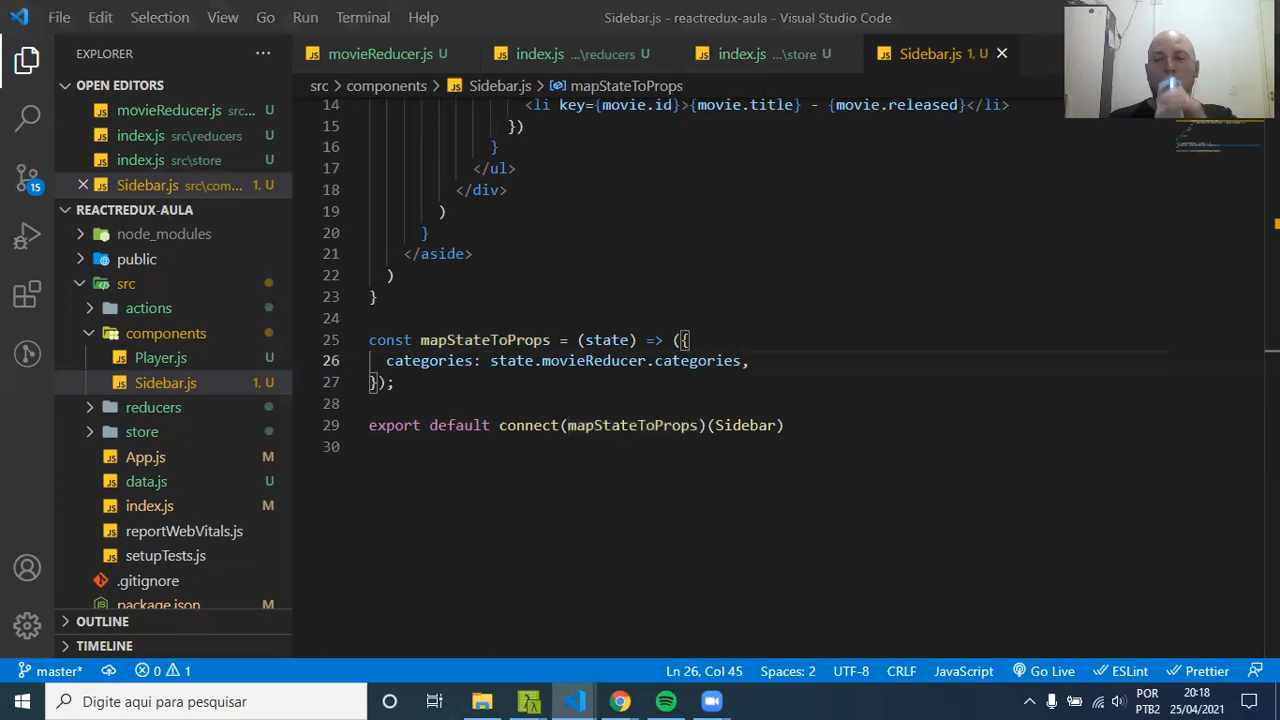 File Edit Selection View Go Run Terminal Help Sidebar.js - reactredux-aula - Visual Studio Code
EXPLORER ...
movieReducer.js U index.js ...\reducers U index.js ...\store U Sidebar.js 1, U
src > components > Sidebar.js > mapStateToProps
OPEN EDITORS
movieReducer.js src... U
index.js src\reducers U
index.js src\store U
Sidebar.js src\com... 1, U
REACTREDUX-AULA
node_modules
public
src
actions
components
Player.js U
Sidebar.js 1, U
reducers
store
App.js M
data.js U
index.js M
reportWebVitals.js
setupTests.js
.gitignore
package.json M
OUTLINE
TIMELINE
15
14 <li key={movie.id}>{movie.title} - {movie.released}</li>
15 })
16 }
17 </ul>
18 </div>
19 )
20 }
21 </aside>
22 )
23 }
24
25 const mapStateToProps = (state) => ({
26 categories: state.movieReducer.categories,
27 });
28
29 export default connect(mapStateToProps)(Sidebar)
30
master* 0 1 Ln 26, Col 45 Spaces: 2 UTF-8 CRLF JavaScript Go Live ESLint Prettier
Digite aqui para pesquisar
POR
PTB2
20:18
25/04/2021